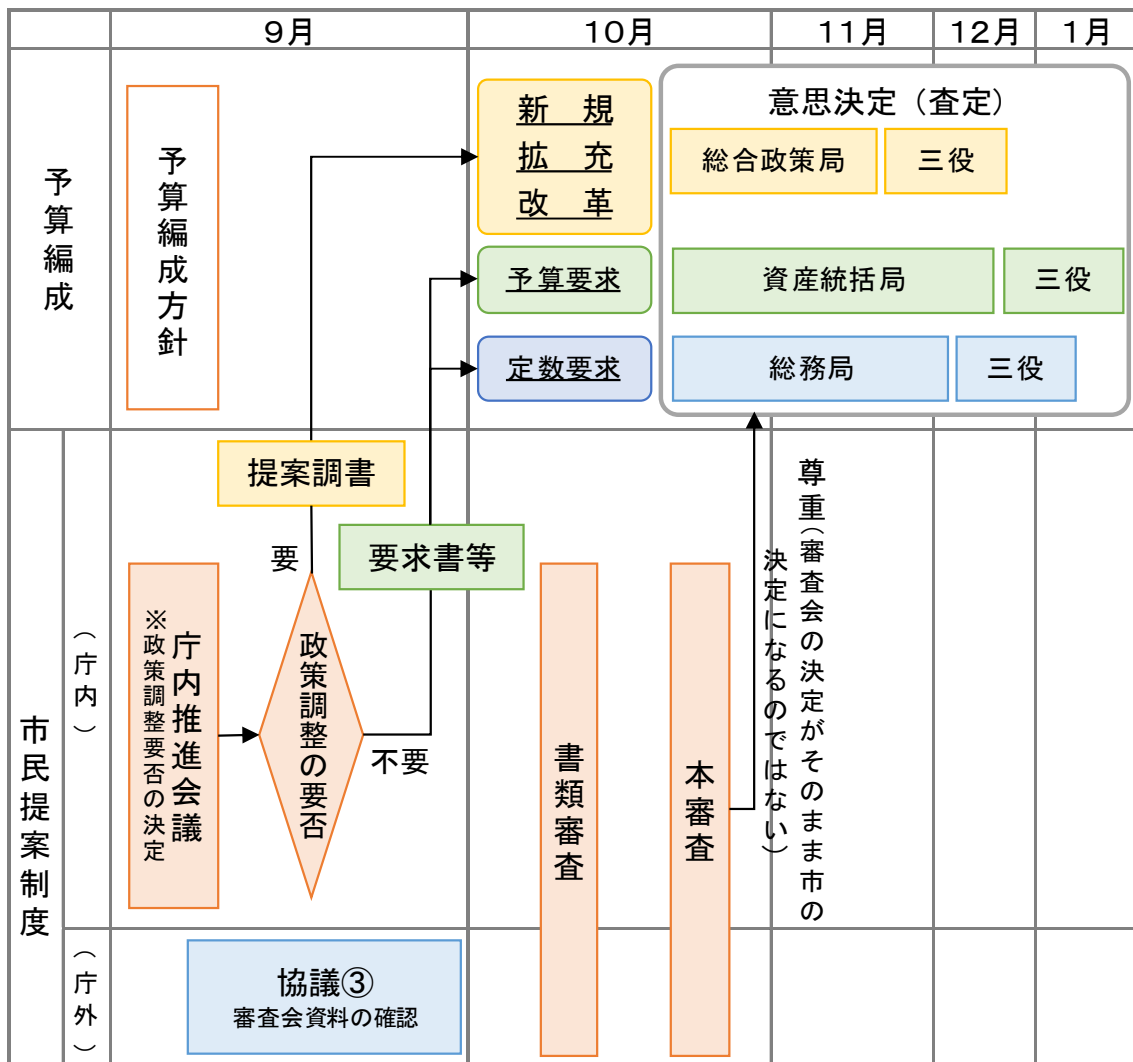 9月
10月
11月
12月
1月
予算編成
予算編成方針
新　規
拡　充
改　革
予算要求
定数要求
意思決定（査定）
総合政策局
三役
資産統括局
三役
総務局
三役
市民提案制度
（庁内）
（庁外）
提案調書
要求書等
要
不要
庁内推進会議
※政策調整要否の決定
政策調整の要否
書類審査
本審査
尊重（審査会の決定がそのまま市の
決定になるのではない）
協議③
審査会資料の確認